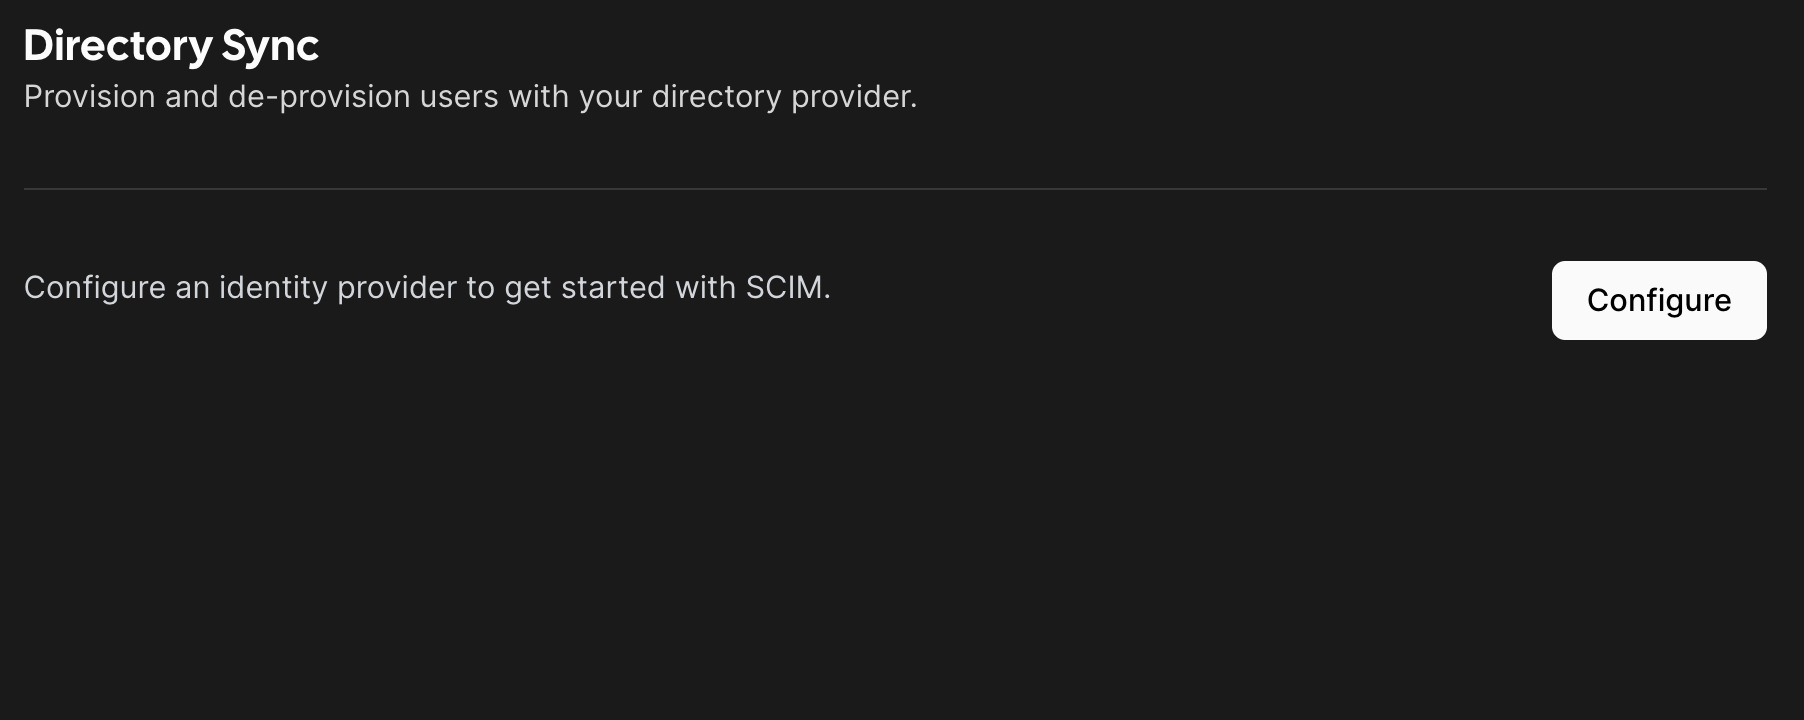 Directory Sync
Provision and de-provision users with your directory provider.
Configure an identity provider to get started with SCIM.
Configure